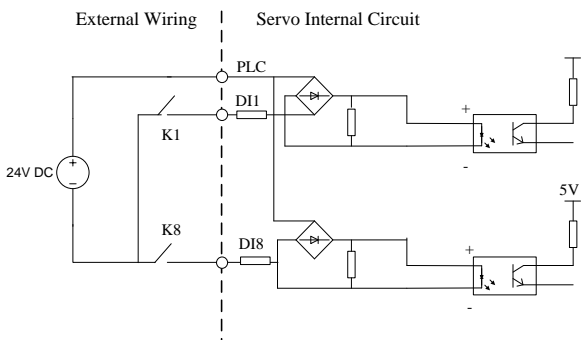 External Wiring
Servo Internal Circuit
PLC
DI1
K1
+
-
24V DC
+
−
5V
K8
DI8
+
-